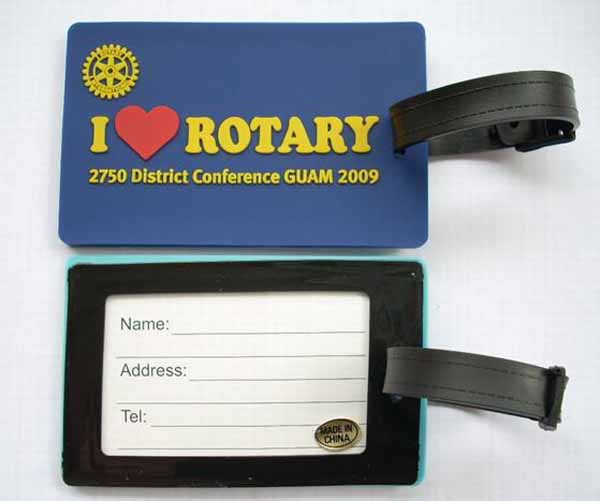 I ROTARY
2750 District Conference GUAM 2009
Name:
Address:
Tel:
MADE IN
CHINA